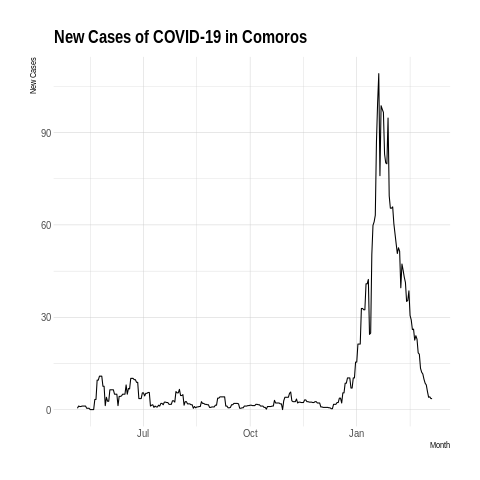 New Cases of COVID-19 in Comoros
New Cases
90
60
30
0
Jul Oct Jan
Month